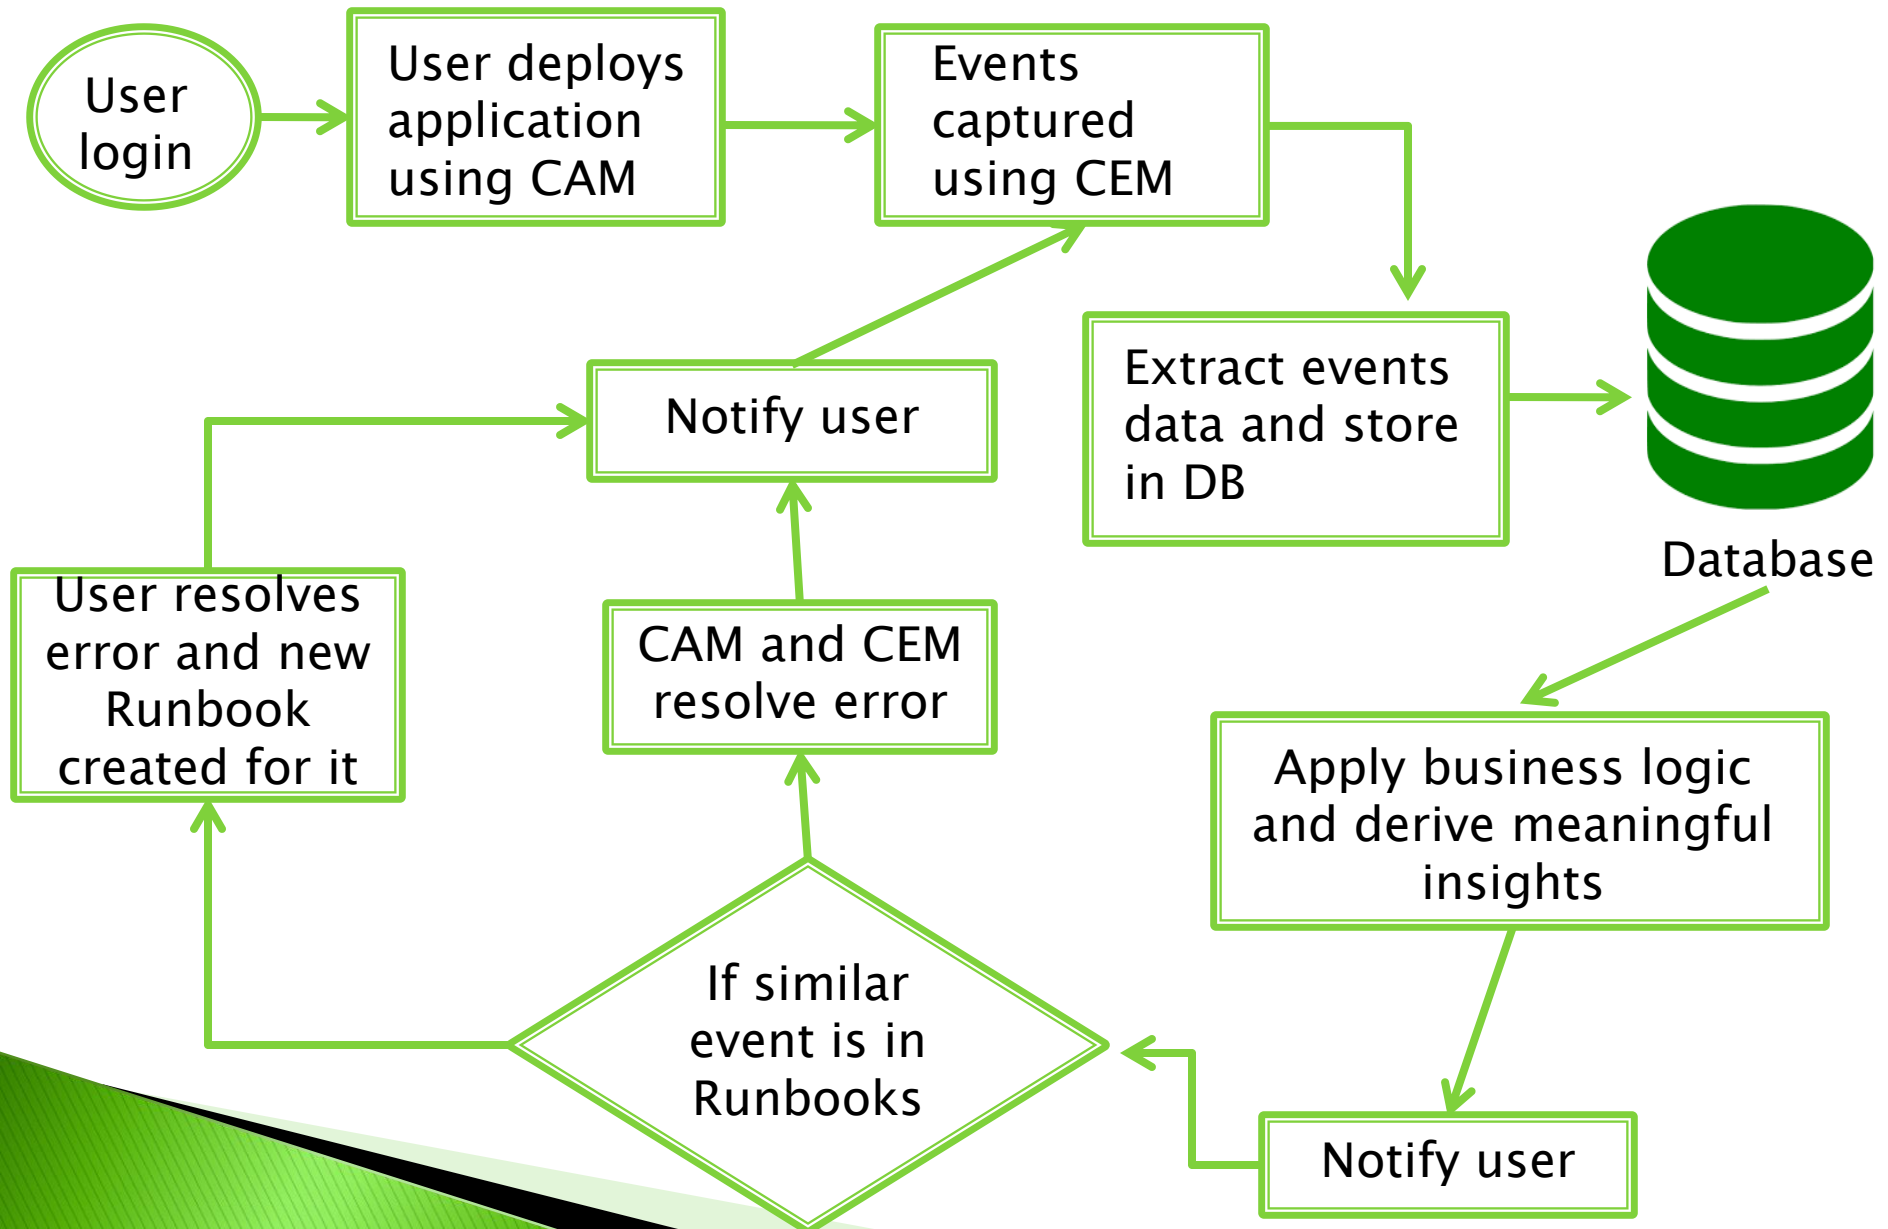 User
login
User deploys
application
using CAM
Events
captured
using CEM
Extract events
data and store
in DB
Database
Notify user
User resolves
error and new
Runbook
created for it
CAM and CEM
resolve error
Apply business logic
and derive meaningful
insights
If similar
event is in
Runbooks
Notify user